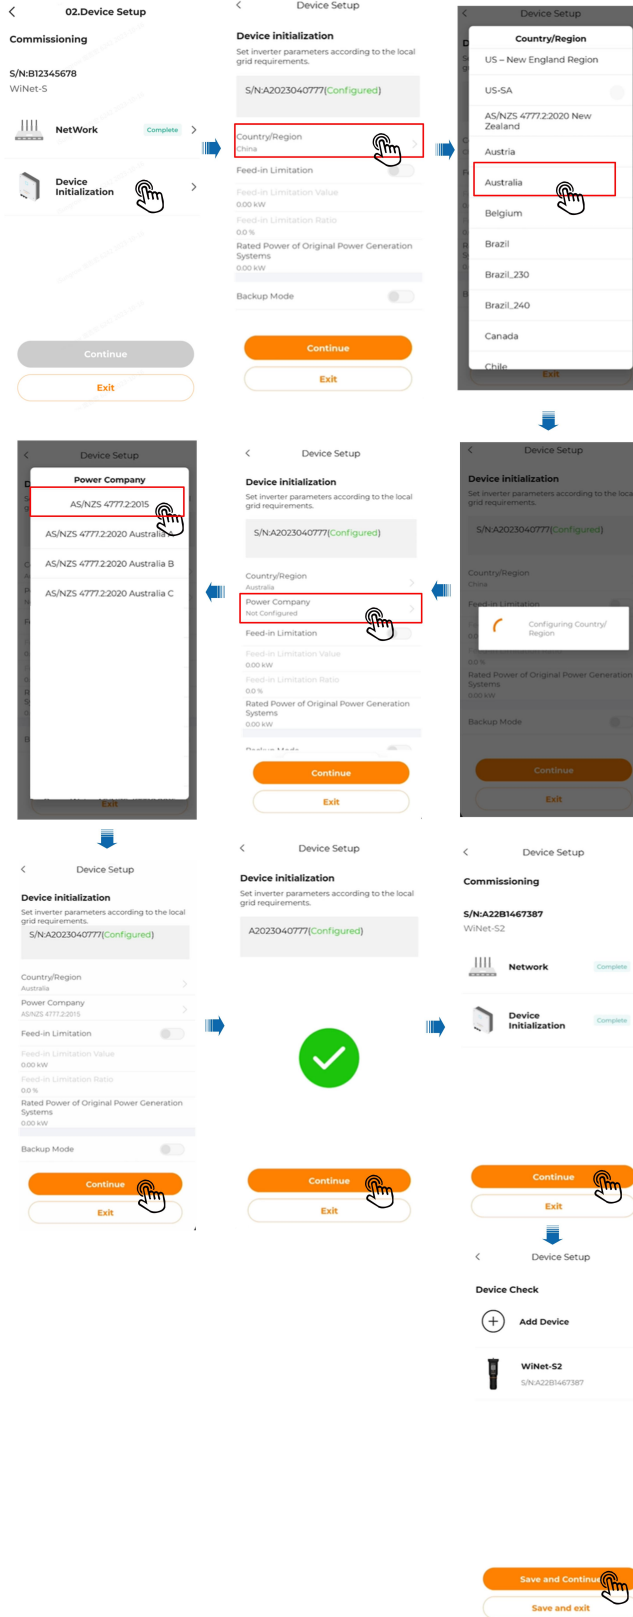 02.Device Setup
Commissioning
S/N:B12345678
WiNet-S
NetWork
Complete
Device
Initialization
Continue
Exit
Device Setup
Device initialization
Set inverter parameters according to the local
grid requirements.
S/N:A2023040777(Configured)
Country/Region
China
Feed-in Limitation
Feed-in Limitation Value
0.00 kW
Feed-in Limitation Ratio
0.0 %
Rated Power of Original Power Generation
Systems
0.00 kW
Backup Mode
Continue
Exit
Device Setup
Country/Region
US – New England Region
US-SA
AS/NZS 4777.2:2020 New
Zealand
Austria
Australia
Belgium
Brazil
Brazil_230
Brazil_240
Canada
Chile
Exit
Device Setup
Device initialization
Set inverter parameters according to the local
grid requirements.
S/N:A2023040777(Configured)
Country/Region
China
Feed-in Limitation
Configuring Country/
Region
0.0 %
Rated Power of Original Power Generation
Systems
0.00 kW
Backup Mode
Continue
Exit
Device Setup
Device initialization
Set inverter parameters according to the local
grid requirements.
S/N:A2023040777(Configured)
Country/Region
Australia
Power Company
Not Configured
Feed-in Limitation
Feed-in Limitation Value
0.00 kW
Feed-in Limitation Ratio
0.0 %
Rated Power of Original Power Generation
Systems
0.00 kW
Backup Mode
Continue
Exit
Device Setup
Power Company
AS/NZS 4777.2:2015
AS/NZS 4777.2:2020 Australia A
AS/NZS 4777.2:2020 Australia B
AS/NZS 4777.2:2020 Australia C
Exit
Device Setup
Device initialization
Set inverter parameters according to the local
grid requirements.
S/N:A2023040777(Configured)
Country/Region
Australia
Power Company
AS/NZS 4777.2:2015
Feed-in Limitation
Feed-in Limitation Value
0.00 kW
Feed-in Limitation Ratio
0.0 %
Rated Power of Original Power Generation
Systems
0.00 kW
Backup Mode
Continue
Exit
Device Setup
Device initialization
Set inverter parameters according to the local
grid requirements.
A2023040777(Configured)
Continue
Exit
Device Setup
Commissioning
S/N:A22B1467387
WiNet-S2
Network
Complete
Device
Initialization
Complete
Continue
Exit
Device Setup
Device Check
Add Device
WiNet-S2
S/N:A22B1467387
Save and Continue
Save and exit